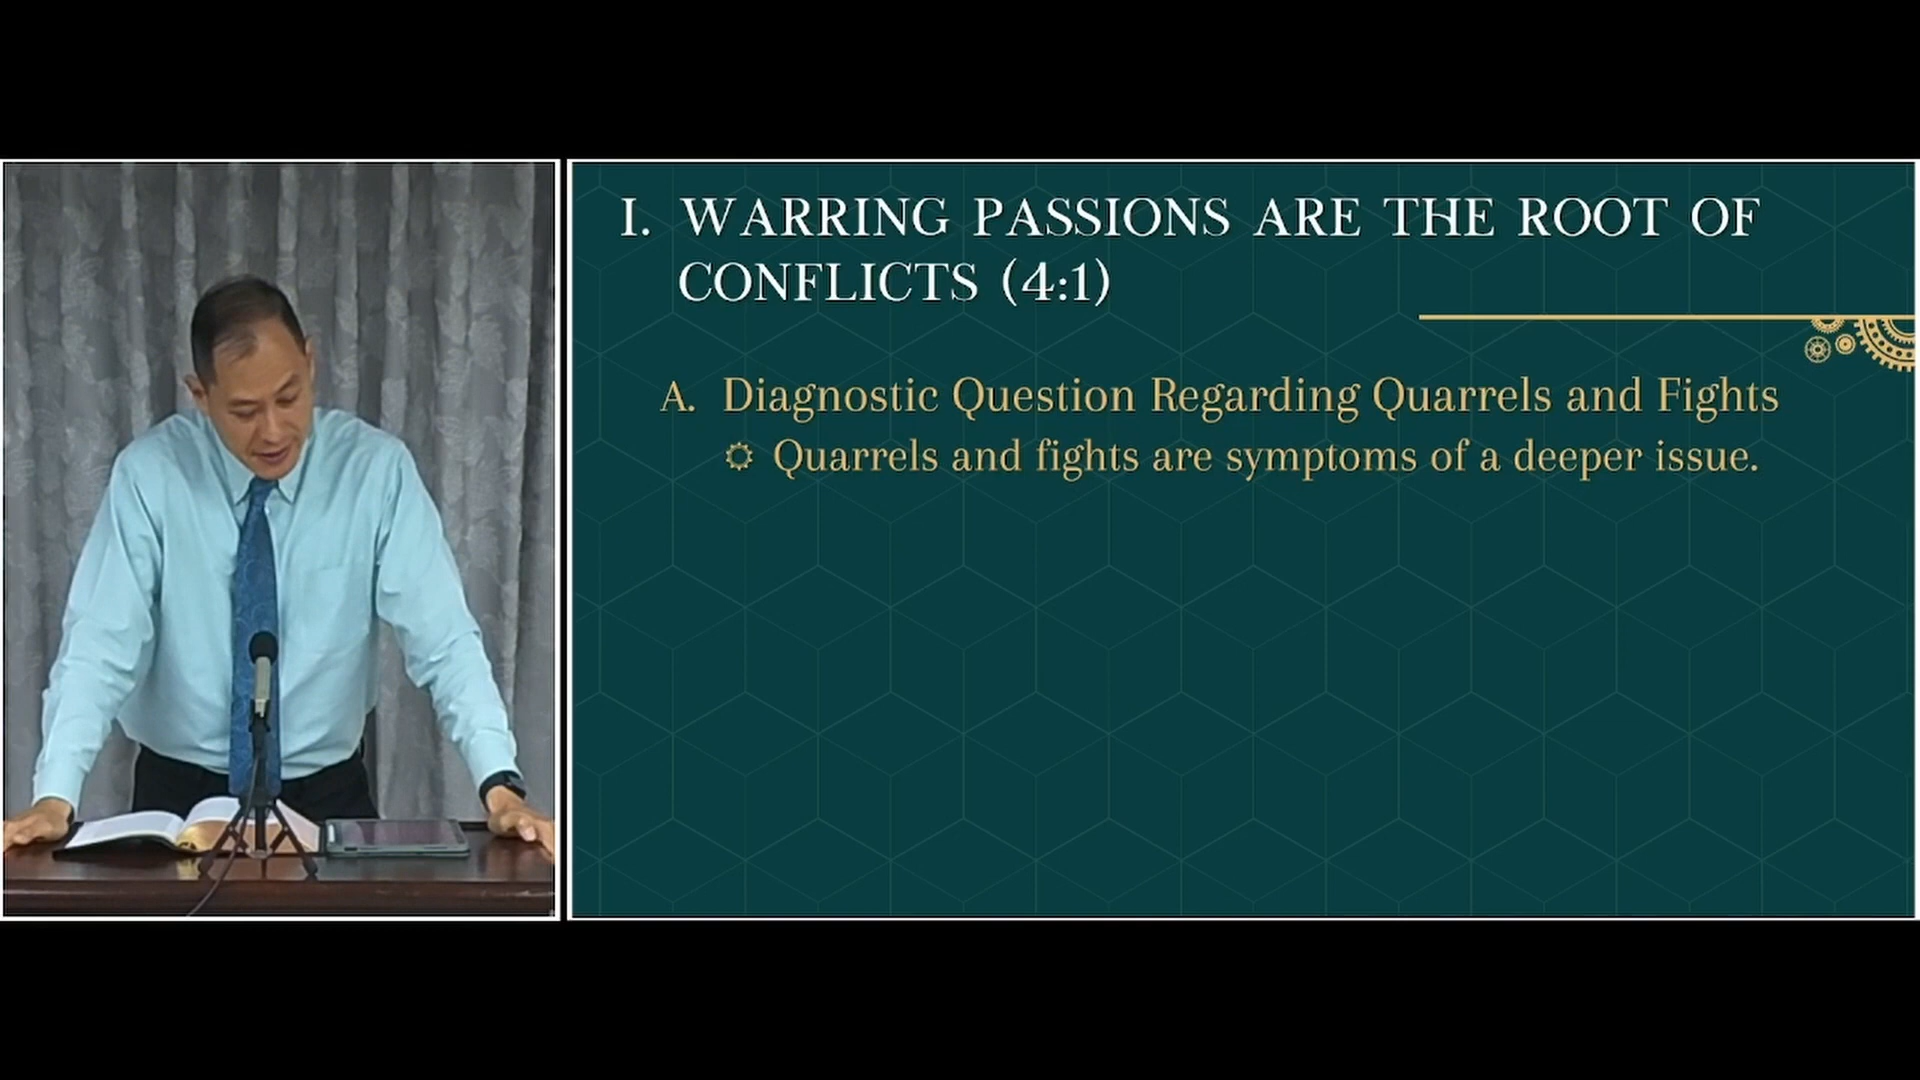 I. WARRING PASSIONS ARE THE ROOT OF
CONFLICTS (4:1)
A. Diagnostic Question Regarding Quarrels and Fights
Quarrels and fights are symptoms of a deeper issue.